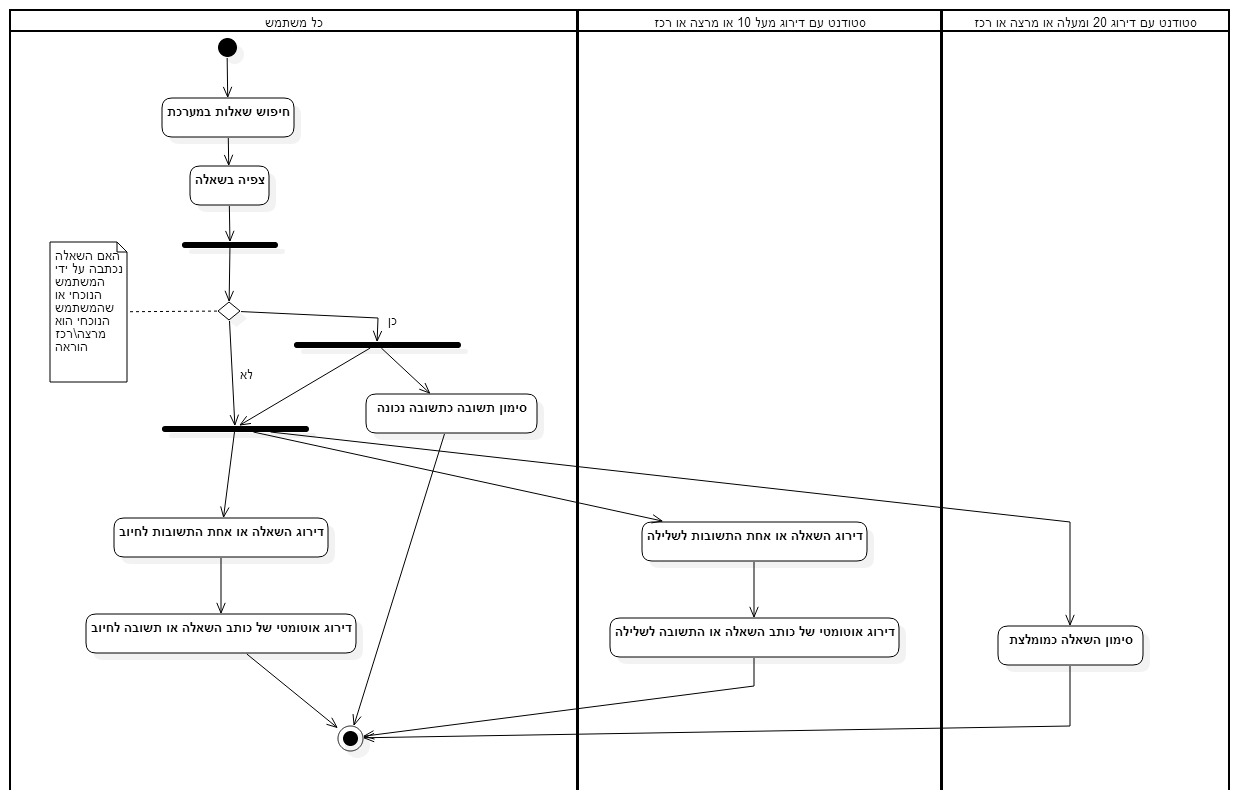 כל משתמש
סטודנט עם דירוג מעל 10 או מרצה או רכז
סטודנט עם דירוג 20 ומעלה או מרצה או רכז
חיפוש שאלות במערכת
צפיה בשאלה
האם השאלה
נכתבה על ידי
המשתמש
הנוכחי או
שהמשתמש
הנוכחי הוא
מרצה\רכז
הוראה
כן
לא
סימון תשובה כתשובה נכונה
דירוג השאלה או אחת התשובות לחיוב
דירוג השאלה או אחת התשובות לשלילה
דירוג אוטומטי של כותב השאלה או תשובה לחיוב
דירוג אוטומטי של כותב השאלה או התשובה לשלילה
סימון השאלה כמומלצת